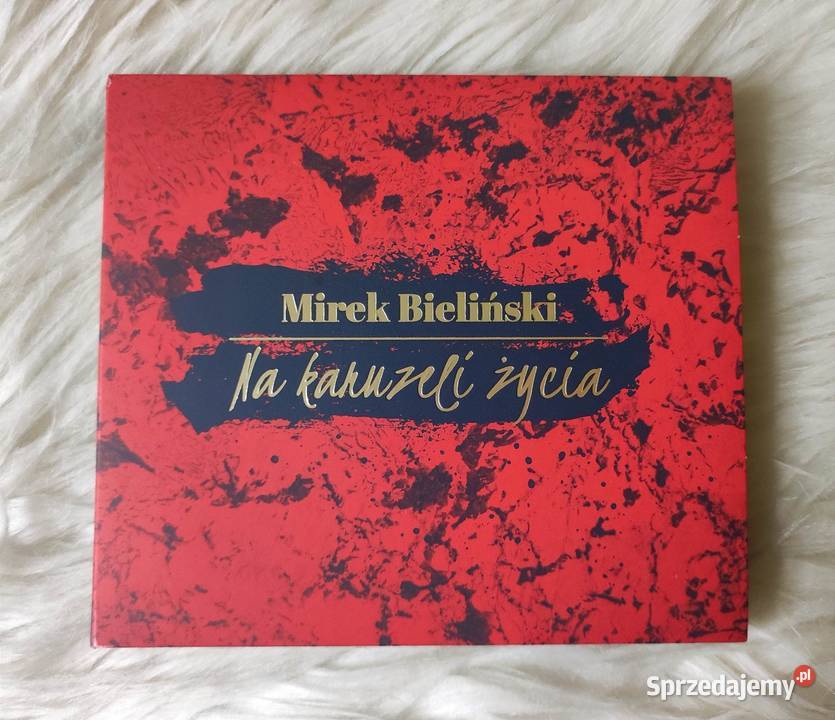 Mirek Bieliński
Na karuzeli życia
Sprzedajemy.pl